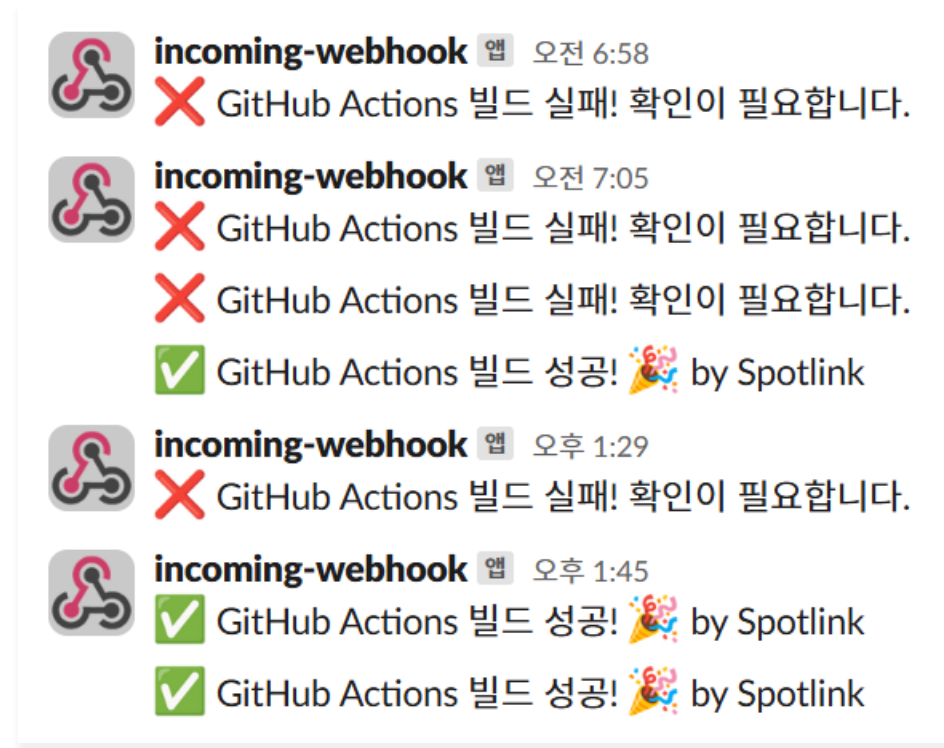 incoming-webhook 앱 오전 6:58
❌ GitHub Actions 빌드 실패! 확인이 필요합니다.
incoming-webhook 앱 오전 7:05
❌ GitHub Actions 빌드 실패! 확인이 필요합니다.
❌ GitHub Actions 빌드 실패! 확인이 필요합니다.
✅ GitHub Actions 빌드 성공! 🎉 by Spotlink
incoming-webhook 앱 오후 1:29
❌ GitHub Actions 빌드 실패! 확인이 필요합니다.
incoming-webhook 앱 오후 1:45
✅ GitHub Actions 빌드 성공! 🎉 by Spotlink
✅ GitHub Actions 빌드 성공! 🎉 by Spotlink